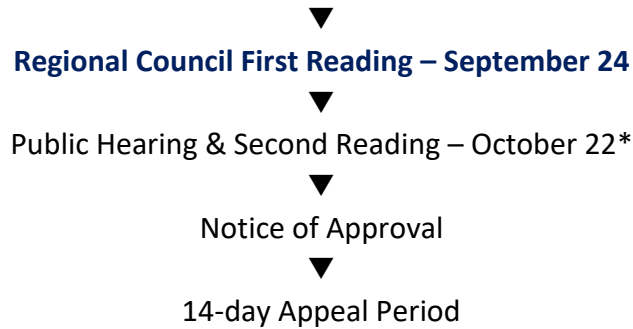 Regional Council First Reading – September 24
Public Hearing & Second Reading – October 22*
Notice of Approval
14-day Appeal Period